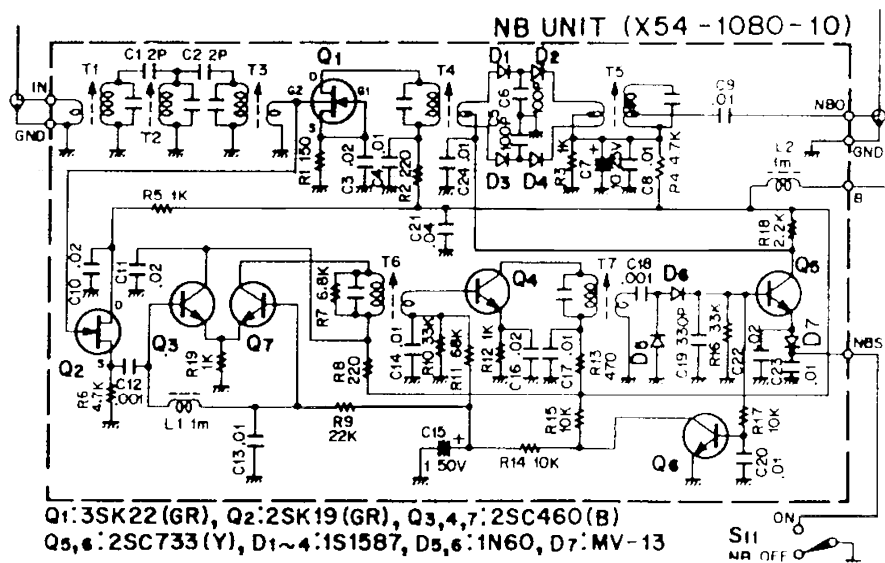 NB UNIT (X54-1080-10)
C1 2P
C2 2P
IN
T1
T2
T3
GND
Q1
D
G2
G1
S
R1 150
C3 .02
C4 .01
R2 220
T4
C24 .01
D1
D2
C6
100P
100P
D3
D4
T5
R3 1K
C7
C8 .01
R4 4.7K
C9
.01
NBO
GND
L2
1m
B
R5 1K
C21
.04
R18
2.2K
C10 .02
C11
.02
D
Q2
S
R6
4.7K
C12
.001
Q3
R19
1K
Q7
L1 1m
C13 .01
R7 6.8K
T6
R8
220
R9
22K
C14 .01
R10 33K
R11 68K
Q4
R12 1K
C16 .02
C17 .01
T7
R13
470
C18
.001
D6
D5
C19 330P
R16 33K
C22 .02
Q5
D7
C23
.01
NBS
C15
1 50V
R14 10K
R15
10K
Q6
R17
10K
C20
.01
Q1:3SK22(GR), Q2:2SK19(GR), Q3,4,7:2SC460(B)
Q5,6:2SC733(Y), D1~4:1S1587, D5,6:1N60, D7:MV-13
ON
S11
NB OFF